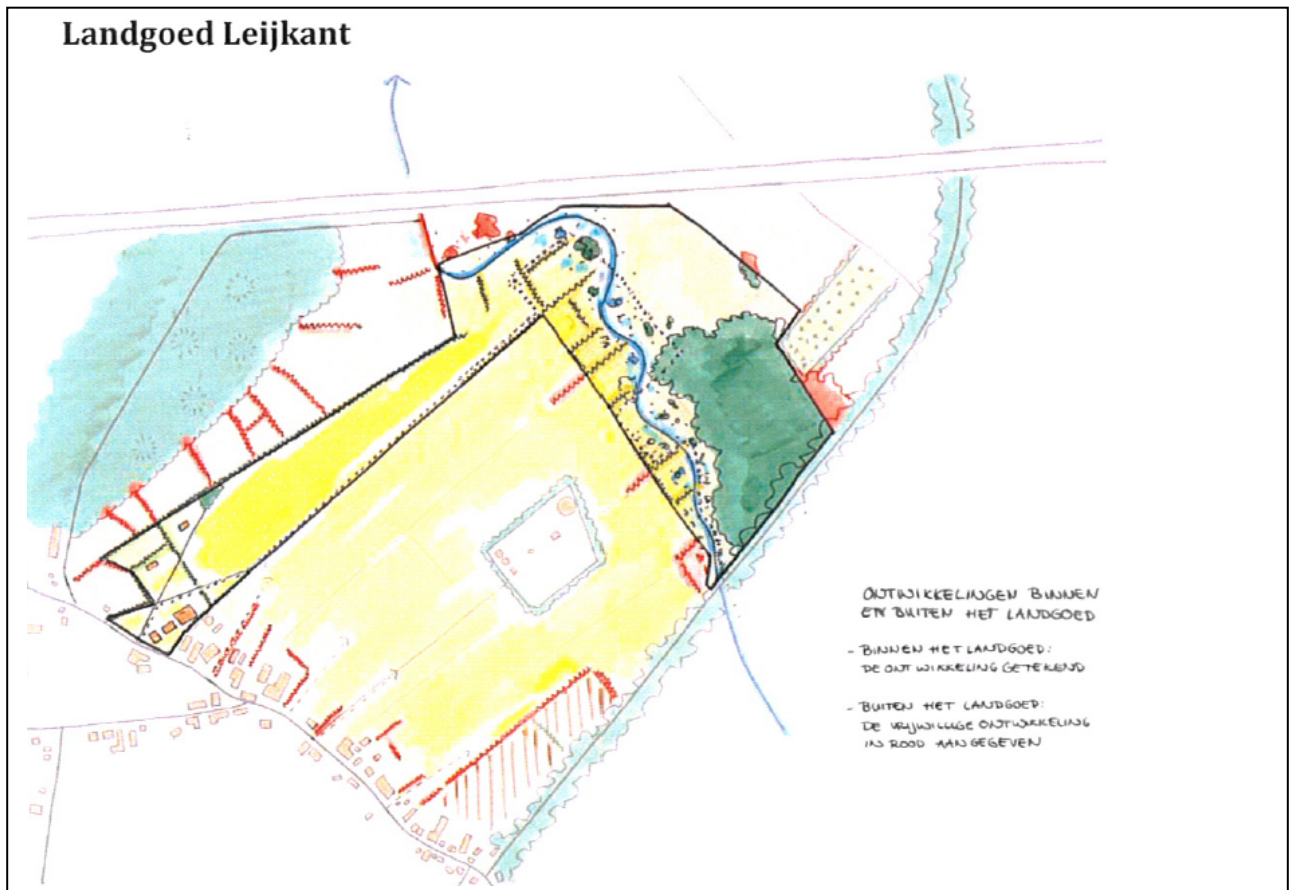 Landgoed Leijkant
ONTWIKKELINGEN BINNEN
EN BUITEN HET LANDGOED
- BINNEN HET LANDGOED:
DE ONTWIKKELING GETEKEND
- BUITEN HET LANDGOED:
DE VRIJWILLIGE ONTWIKKELING
IN ROOD AANGEGEVEN